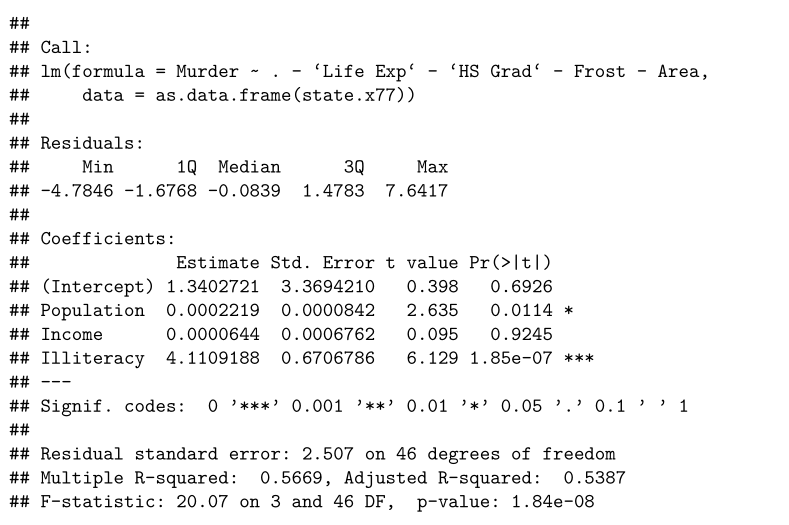 ##
## Call:
## lm(formula = Murder ~ . - ‘Life Exp‘ - ‘HS Grad‘ - Frost - Area,
##     data = as.data.frame(state.x77))
##
## Residuals:
##     Min      1Q  Median      3Q     Max
## -4.7846 -1.6768 -0.0839  1.4783  7.6417
##
## Coefficients:
##              Estimate Std. Error t value Pr(>|t|)
## (Intercept) 1.3402721  3.3694210   0.398   0.6926
## Population  0.0002219  0.0000842   2.635   0.0114 *
## Income      0.0000644  0.0006762   0.095   0.9245
## Illiteracy  4.1109188  0.6706786   6.129 1.85e-07 ***
## ---
## Signif. codes:  0 ’***’ 0.001 ’**’ 0.01 ’*’ 0.05 ’.’ 0.1 ’ ’ 1
##
## Residual standard error: 2.507 on 46 degrees of freedom
## Multiple R-squared:  0.5669, Adjusted R-squared:  0.5387
## F-statistic: 20.07 on 3 and 46 DF,  p-value: 1.84e-08